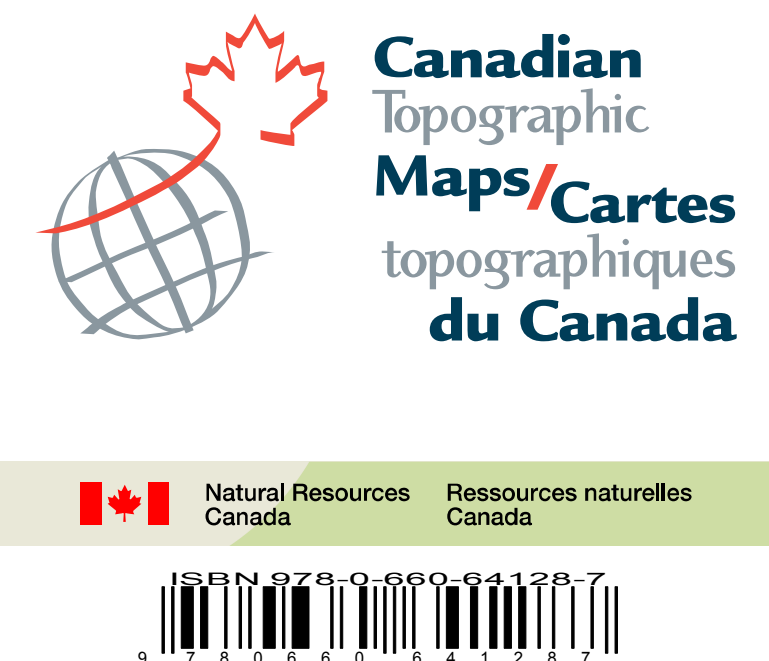 Canadian
Topographic
Maps/Cartes
topographiques
du Canada
Natural Resources
Canada
Ressources naturelles
Canada
ISBN 978-0-660-64128-7
9 780660 641287